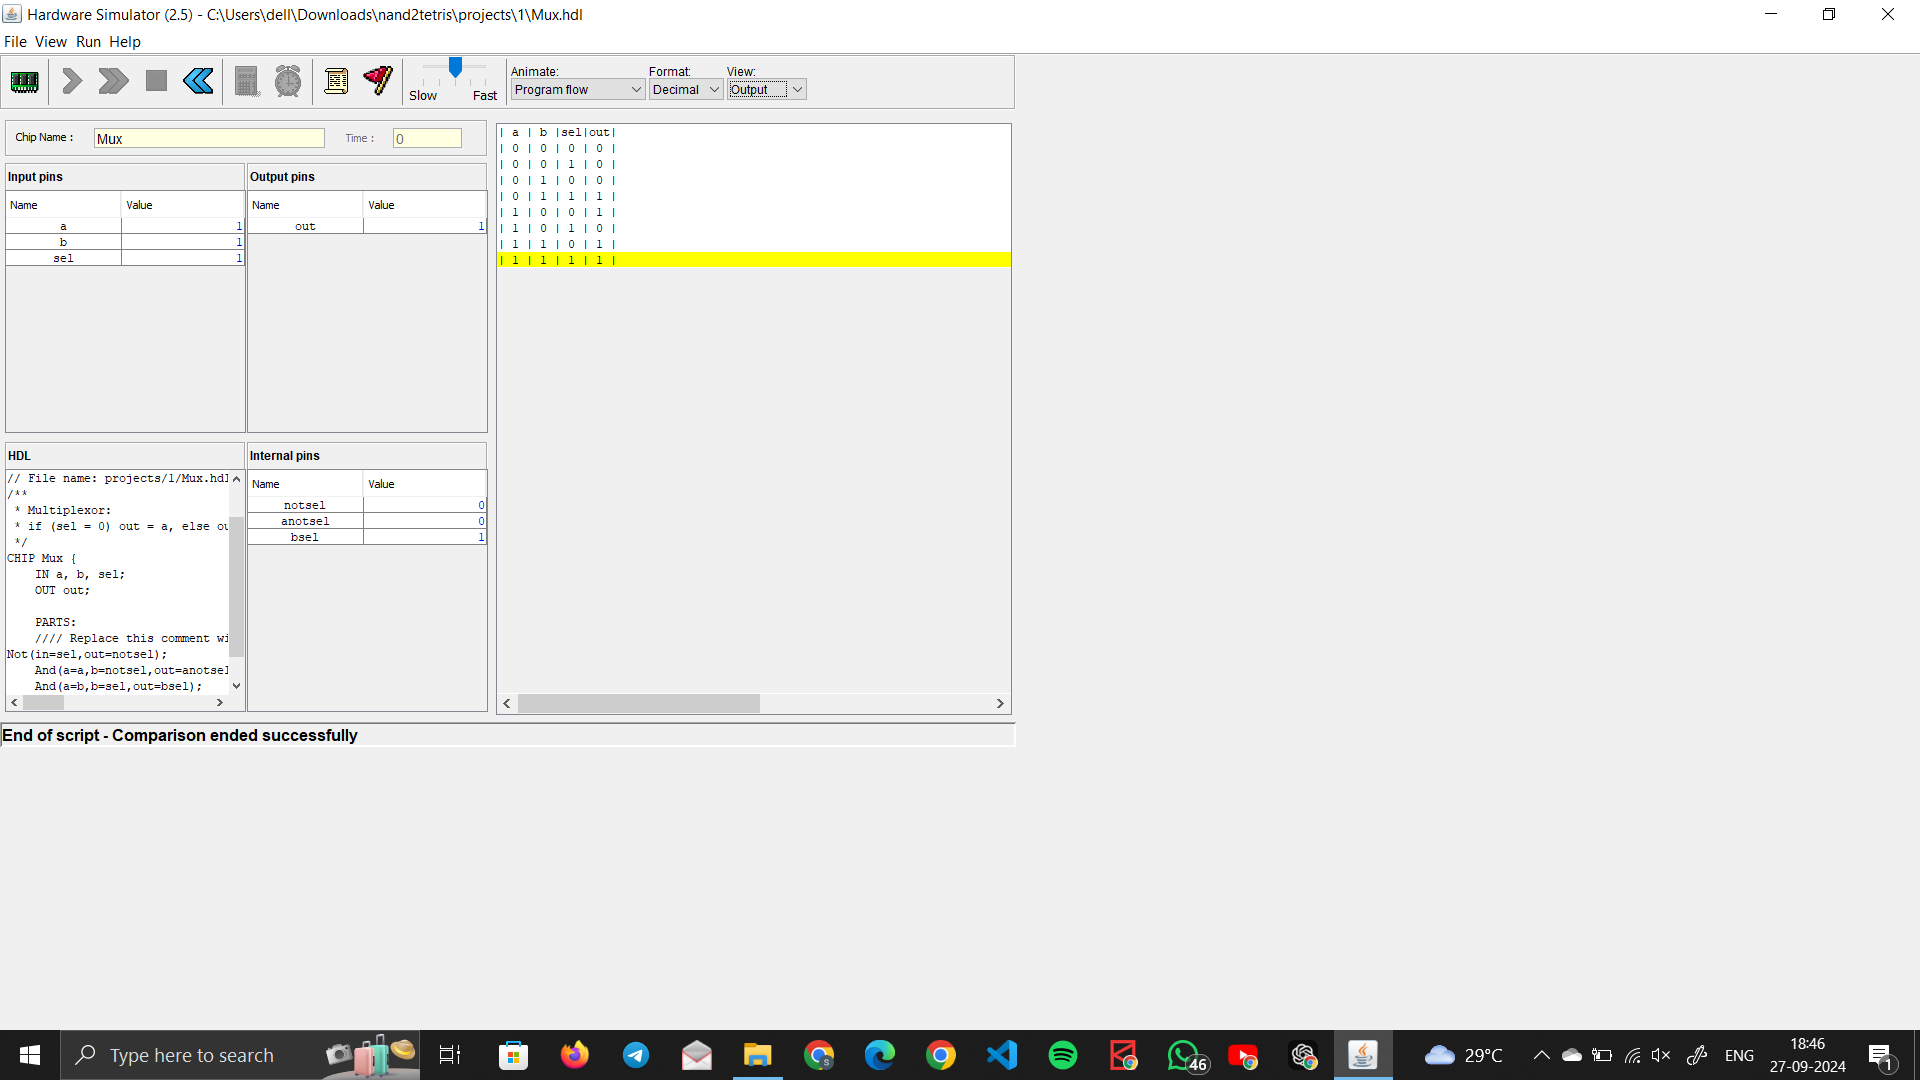 Hardware Simulator (2.5) - C:\Users\dell\Downloads\nand2tetris\projects\1\Mux.hdl
File View Run Help
Slow Fast
Animate: Format: View:
Program flow Decimal Output
Chip Name : Mux Time : 0
Input pins
Name Value
a 1
b 1
sel 1
Output pins
Name Value
out 1
| a | b |sel|out|
| 0 | 0 | 0 | 0 |
| 0 | 0 | 1 | 0 |
| 0 | 1 | 0 | 0 |
| 0 | 1 | 1 | 1 |
| 1 | 0 | 0 | 1 |
| 1 | 0 | 1 | 0 |
| 1 | 1 | 0 | 1 |
| 1 | 1 | 1 | 1 |
HDL
// File name: projects/1/Mux.hdl
/**
* Multiplexor:
* if (sel = 0) out = a, else ou
*/
CHIP Mux {
IN a, b, sel;
OUT out;
PARTS:
//// Replace this comment wi
Not(in=sel,out=notsel);
And(a=a,b=notsel,out=anotsel
And(a=b,b=sel,out=bsel);
Internal pins
Name Value
notsel 0
anotsel 0
bsel 1
End of script - Comparison ended successfully
Type here to search
S
46
29°C
ENG
18:46
27-09-2024
1